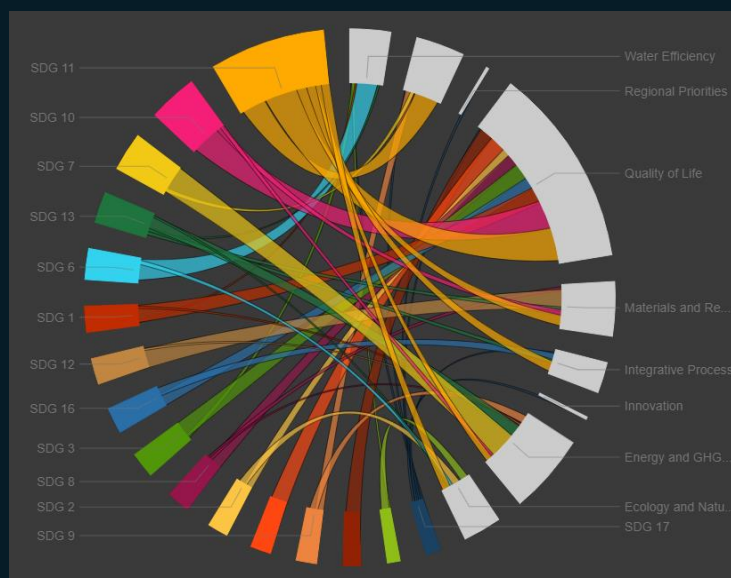 SDG 11
SDG 10
SDG 7
SDG 13
SDG 6
SDG 1
SDG 12
SDG 16
SDG 3
SDG 8
SDG 2
SDG 9
Water Efficiency
Regional Priorities
Quality of Life
Materials and Re...
Integrative Process
Innovation
Energy and GHG...
Ecology and Natu...
SDG 17